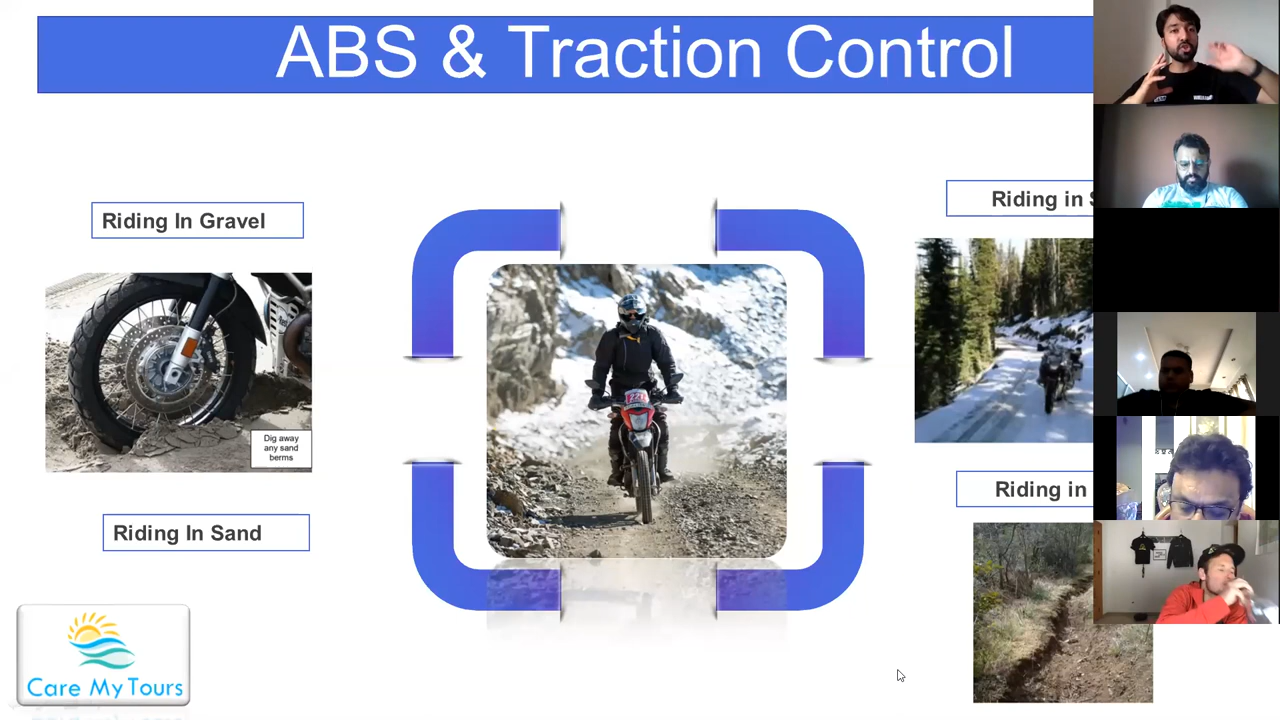 ABS & Traction Control
Riding In Gravel
Riding in S
Dig away
any sand
berms
Riding in
Riding In Sand
Care My Tours